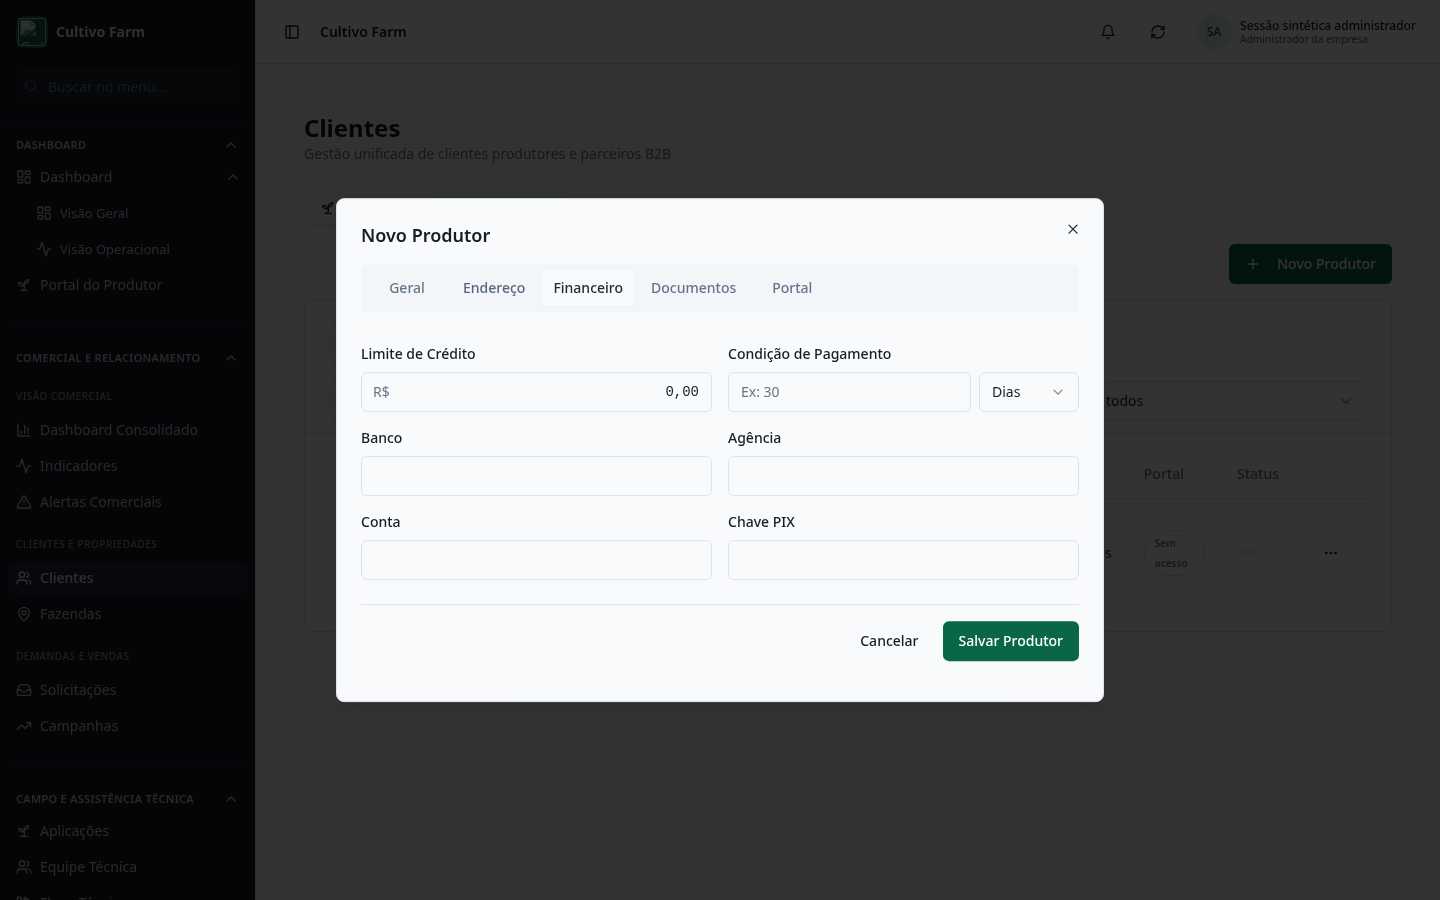 Cultivo Farm
Buscar no menu...
DASHBOARD
Dashboard
Visão Geral
Visão Operacional
Portal do Produtor
COMERCIAL E RELACIONAMENTO
VISÃO COMERCIAL
Dashboard Consolidado
Indicadores
Alertas Comerciais
CLIENTES E PROPRIEDADES
Clientes
Fazendas
DEMANDAS E VENDAS
Solicitações
Campanhas
CAMPO E ASSISTÊNCIA TÉCNICA
Aplicações
Equipe Técnica
Cultivo Farm
SA
Sessão sintética administrador
Administrador da empresa
Clientes
Gestão unificada de clientes produtores e parceiros B2B
Novo Produtor
todos
Portal Status
Sem
acesso
Novo Produtor
Geral Endereço Financeiro Documentos Portal
Limite de Crédito Condição de Pagamento
R$ 0,00 Ex: 30 Dias
Banco Agência
Conta Chave PIX
Cancelar Salvar Produtor